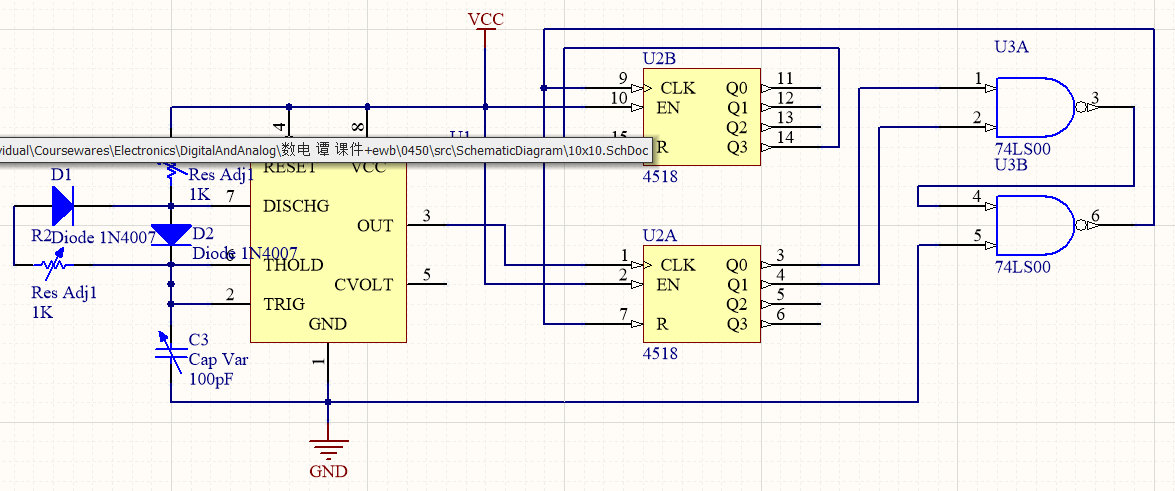 VCC
U2B
U3A
9
CLK
Q0
11
1
10
EN
Q1
12
3
4
8
Q2
13
2
15
U1
R
Q3
14
vidual\Coursewares\Electronics\DigitalAndAnalog\数电 谭 课件+ewb\0450\src\SchematicDiagram\10x10.SchDoc
74LS00
U3B
RESET
VCC
Res Adj1
1K
4518
D1
7
DISCHG
4
R2
Diode 1N4007
D2
OUT
3
6
U2A
5
Diode 1N4007
6
THOLD
1
CLK
Q0
3
74LS00
CVOLT
5
2
EN
Q1
4
Res Adj1
1K
2
TRIG
Q2
5
GND
7
R
Q3
6
C3
Cap Var
100pF
1
4518
GND